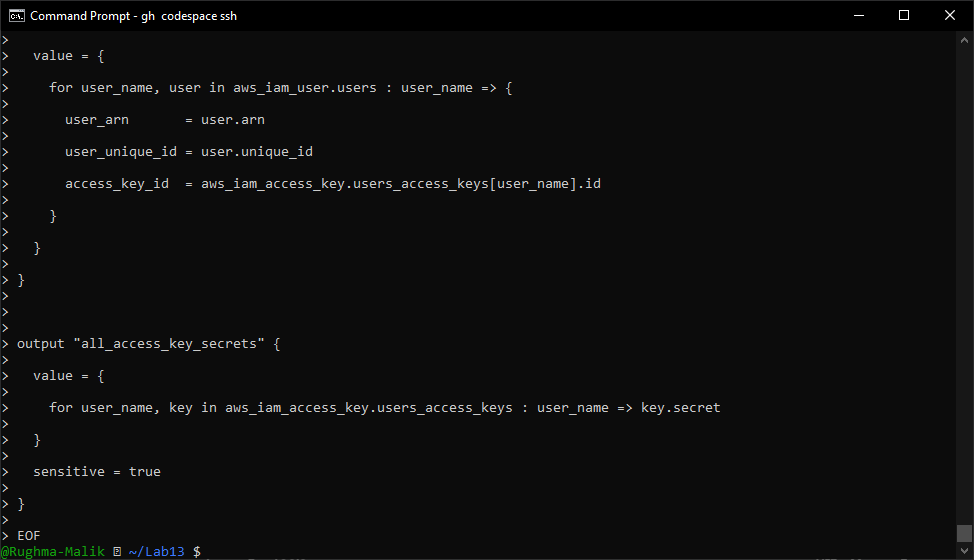 Command Prompt - gh codespace ssh
>
>   value = {
>
>     for user_name, user in aws_iam_user.users : user_name => {
>
>       user_arn       = user.arn
>
>       user_unique_id = user.unique_id
>
>       access_key_id  = aws_iam_access_key.users_access_keys[user_name].id
>
>     }
>
>   }
>
> }
>
>
>
> output "all_access_key_secrets" {
>
>   value = {
>
>     for user_name, key in aws_iam_access_key.users_access_keys : user_name => key.secret
>
>   }
>
>   sensitive = true
>
> }
>
> EOF
@Rughma-Malik ~/Lab13 $